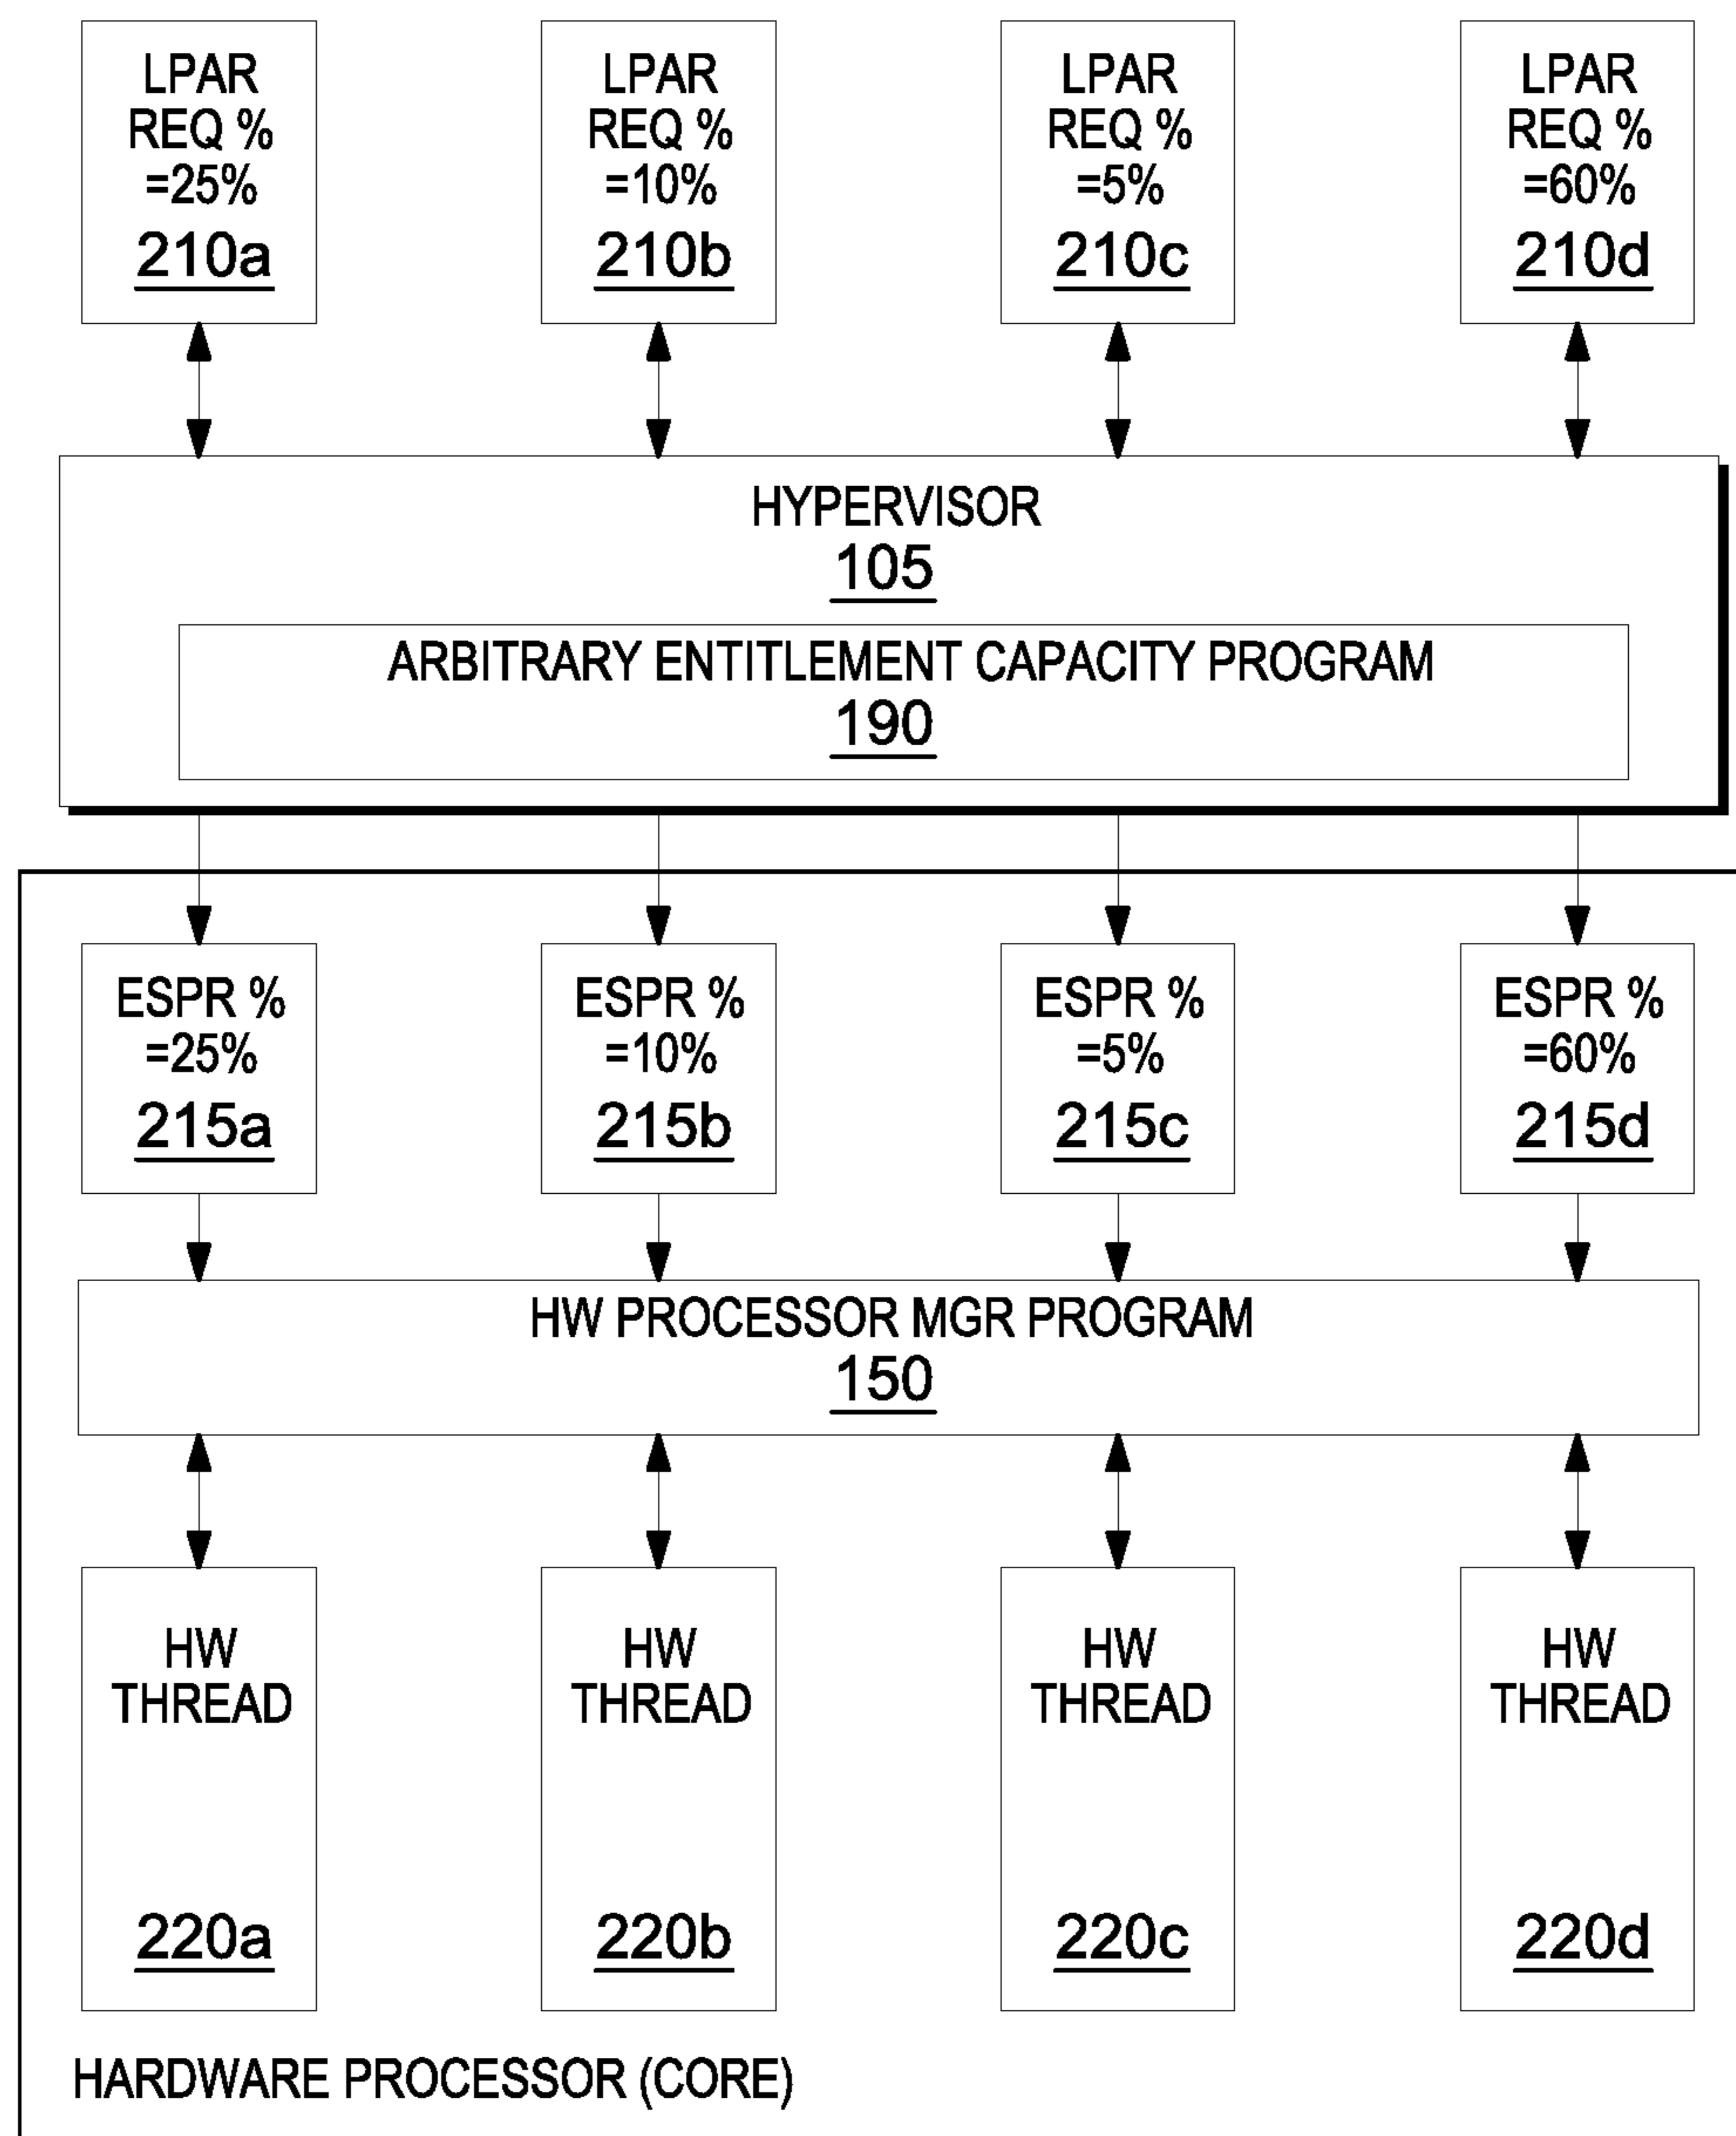 LPAR
REQ %
=25%
210a
LPAR
REQ %
=10%
210b
LPAR
REQ %
=5%
210c
LPAR
REQ %
=60%
210d
HYPERVISOR
105
ARBITRARY ENTITLEMENT CAPACITY PROGRAM
190
ESPR %
=25%
215a
ESPR %
=10%
215b
ESPR %
=5%
215c
ESPR %
=60%
215d
HW PROCESSOR MGR PROGRAM
150
HW
THREAD
220a
HW
THREAD
220b
HW
THREAD
220c
HW
THREAD
220d
HARDWARE PROCESSOR (CORE)